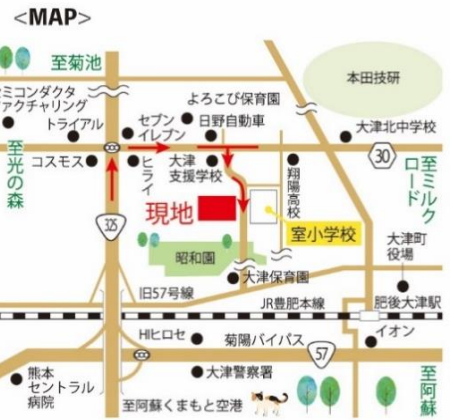 <MAP>
至菊池
本田技研
セミコンダクタ
ァクチャリング
よろこび保育園
トライアル
セブン
イレブン
日野自動車
大津北中学校
至光の森
コスモス
ヒライ
大津
支援学校
翔陽高校
30
至ミルク
ロード
325
現地
室小学校
昭和園
大津町
役場
大津保育園
旧57号線
JR豊肥本線
肥後大津駅
HIヒロセ
菊陽バイパス
57
イオン
熊本
セントラル
病院
大津警察署
至阿蘇くまもと空港
至阿蘇